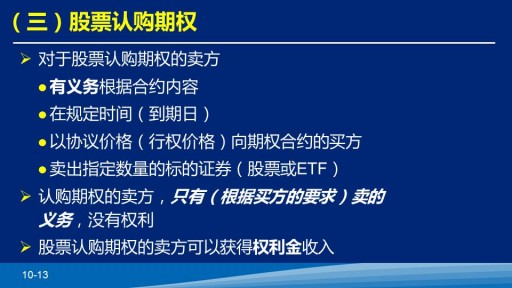 （三）股票认购期权
➢ 对于股票认购期权的卖方
●有义务根据合约内容
●在规定时间（到期日）
●以协议价格（行权价格）向期权合约的买方
●卖出指定数量的标的证券（股票或ETF）
➢ 认购期权的卖方，只有（根据买方的要求）卖的
义务，没有权利
➢ 股票认购期权的卖方可以获得权利金收入
10-13